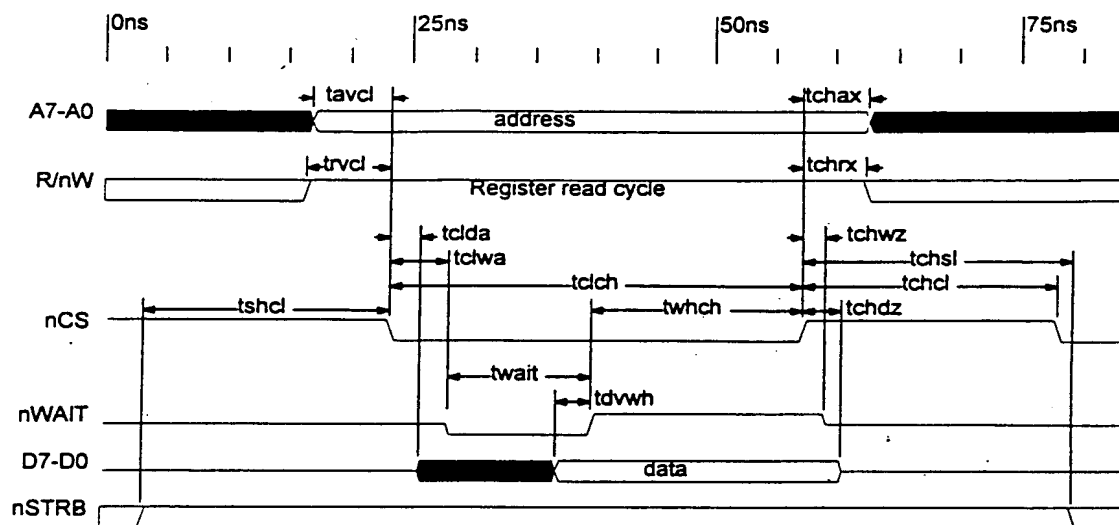 0ns 25ns 50ns 75ns
tavcl tchax
A7-A0 address
trvcl tchrx
R/nW Register read cycle
tclda tchwz
tclwa tchsl
tclch tchcl
tshcl twhch tchdz
nCS
twait
tdvwh
nWAIT
D7-D0 data
nSTRB